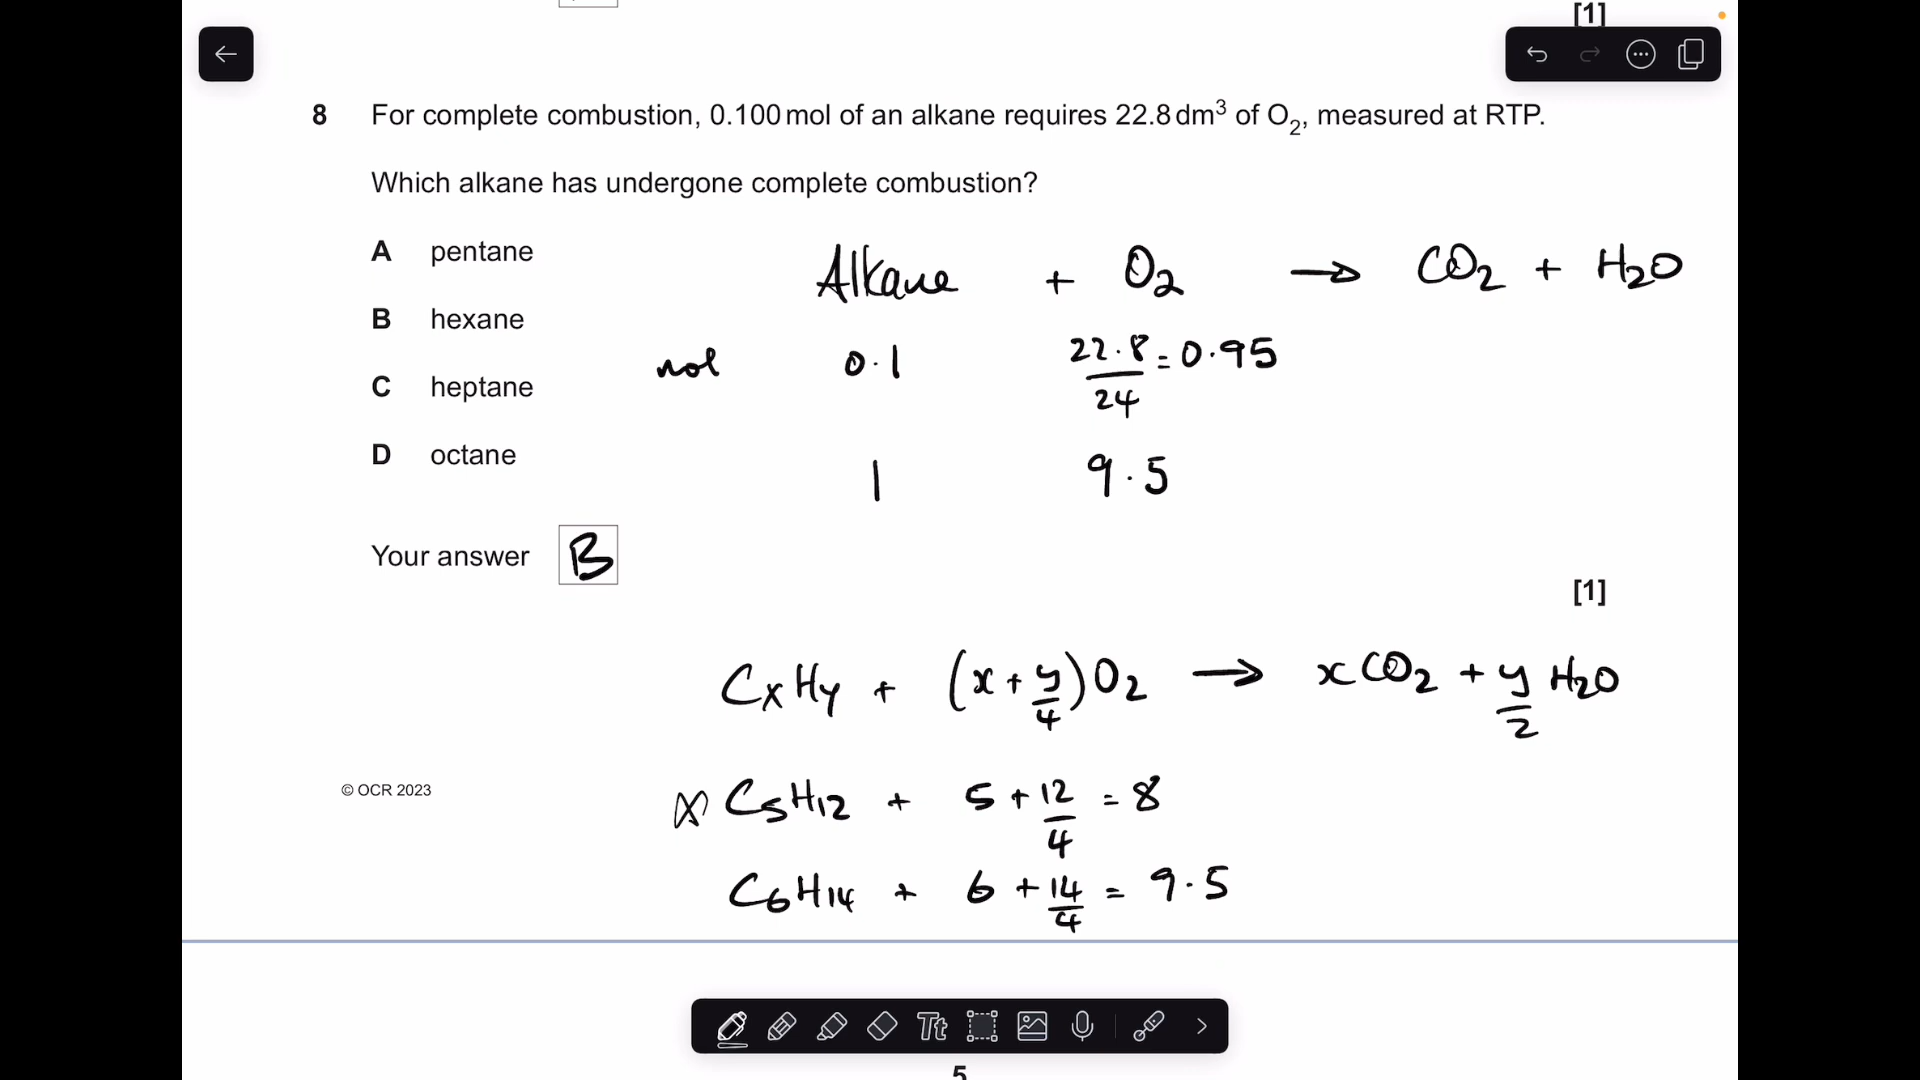 [1]
8 For complete combustion, 0.100 mol of an alkane requires 22.8 dm³ of O₂, measured at RTP.
Which alkane has undergone complete combustion?
A pentane
B hexane
C heptane
D octane
Alkane + O₂ → CO₂ + H₂O
mol 0.1 22.8/24 = 0.95
1 9.5
Your answer B
[1]
CxHy + (x + y/4) O₂ → xCO₂ + y/2 H₂O
© OCR 2023
C₅H₁₂ + 5 + 12/4 = 8
C₆H₁₄ + 6 + 14/4 = 9.5
Tt
5